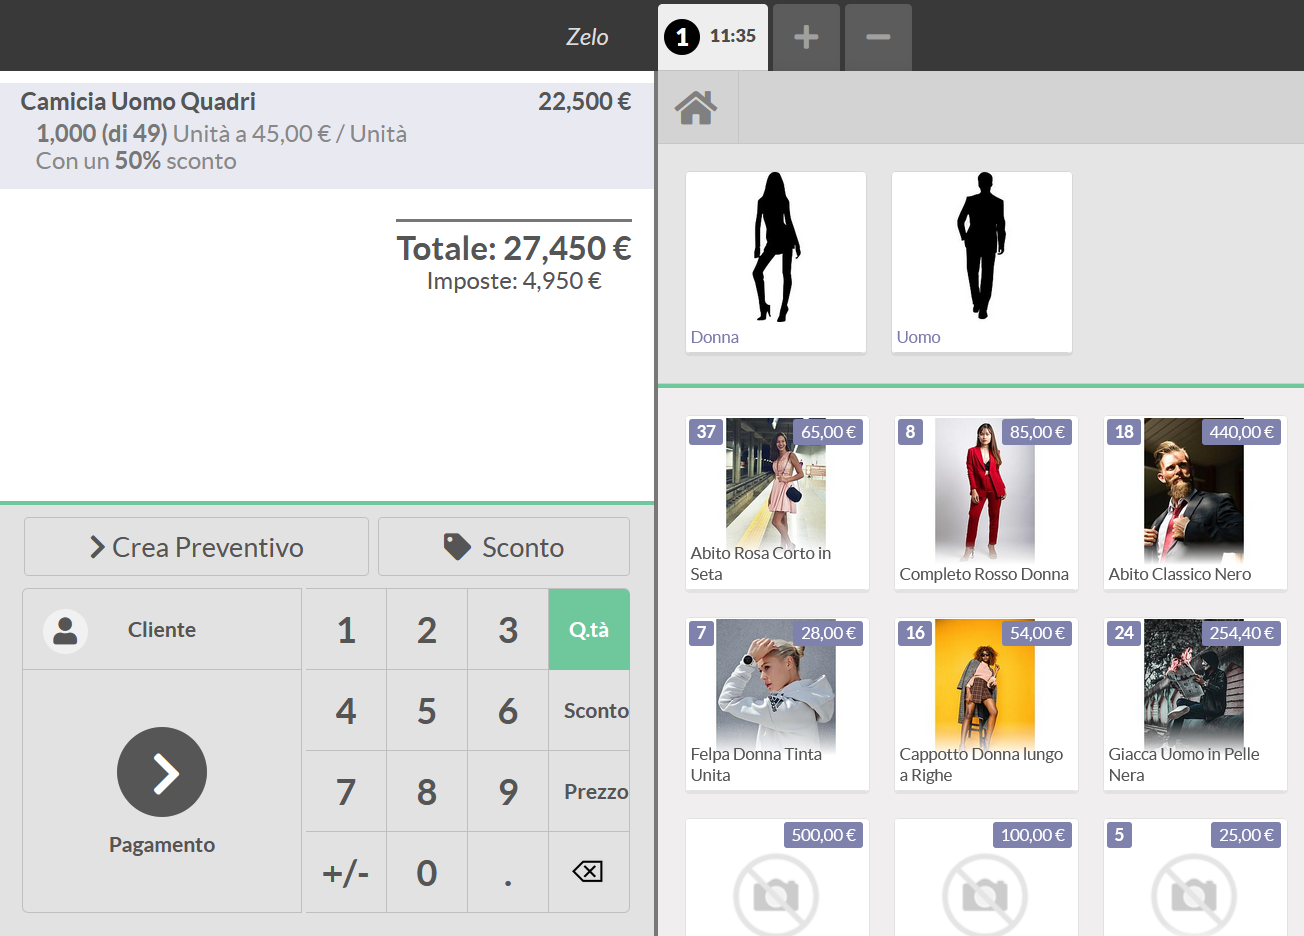 Zelo
1 11:35
Camicia Uomo Quadri 22,500 €
1,000 (di 49) Unità a 45,00 € / Unità
Con un 50% sconto
Totale: 27,450 €
Imposte: 4,950 €
Crea Preventivo
Sconto
Cliente
1 2 3 Q.tà
4 5 6 Sconto
7 8 9 Prezzo
Pagamento
+/- 0 .
Donna
Uomo
37 65,00 €
Abito Rosa Corto in
Seta
8 85,00 €
Completo Rosso Donna
18 440,00 €
Abito Classico Nero
7 28,00 €
Felpa Donna Tinta
Unita
16 54,00 €
Cappotto Donna lungo
a Righe
24 254,40 €
Giacca Uomo in Pelle
Nera
500,00 €
100,00 €
5 25,00 €